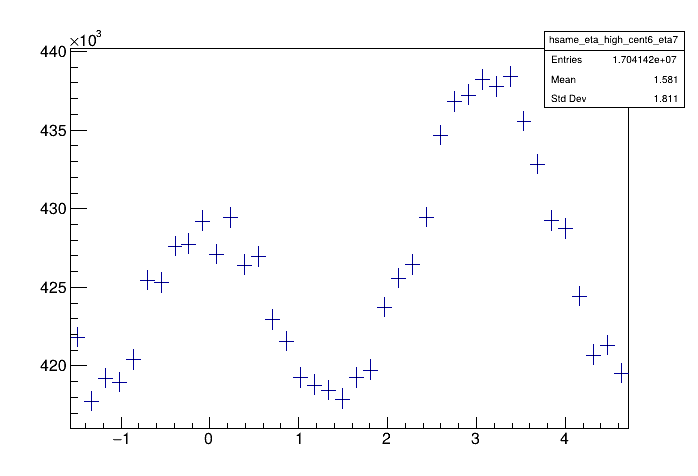 ×10³
hsame_eta_high_cent6_eta7
Entries 1.704142e+07
Mean 1.581
Std Dev 1.811
440
435
430
425
420
−1 0 1 2 3 4